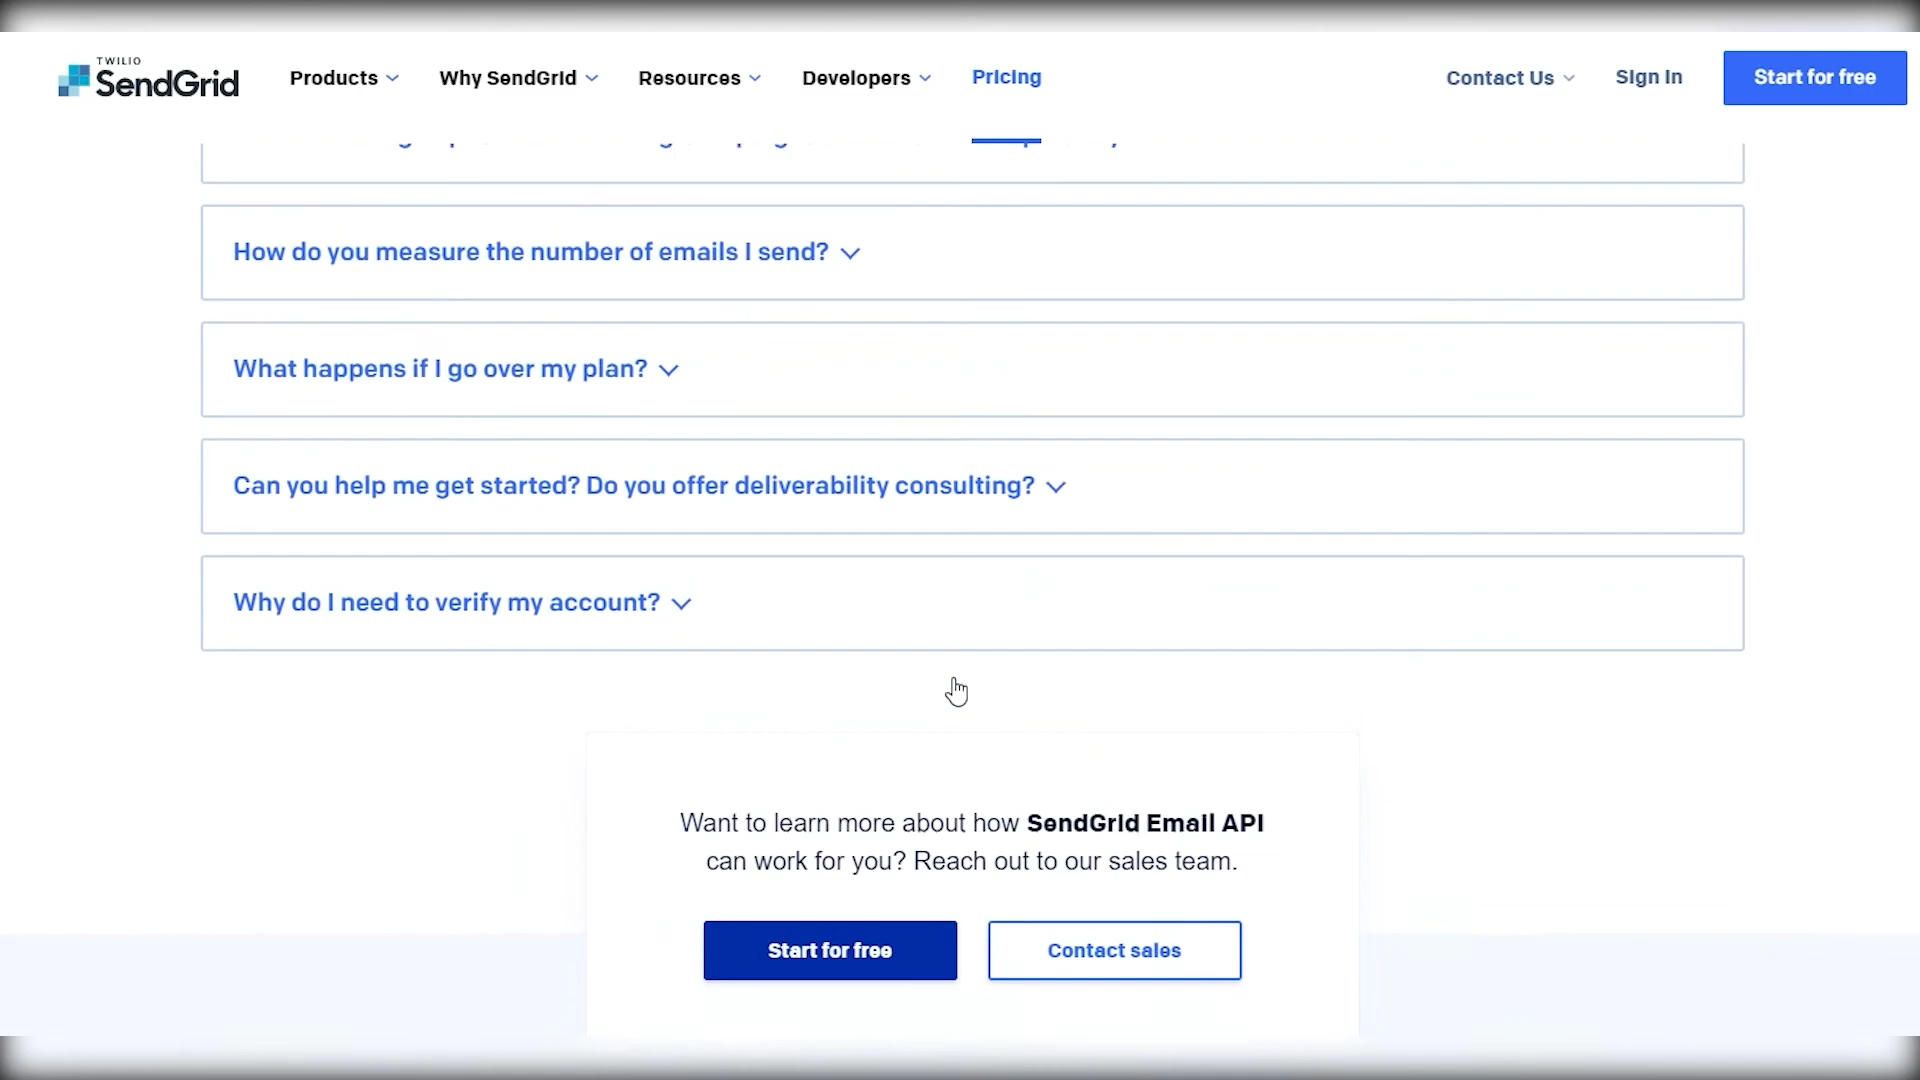 TWILIO
SendGrid
Products
Why SendGrid
Resources
Developers
Pricing
Contact Us
Sign In
Start for free
How do you measure the number of emails I send?
What happens if I go over my plan?
Can you help me get started? Do you offer deliverability consulting?
Why do I need to verify my account?
Want to learn more about how SendGrid Email API
can work for you? Reach out to our sales team.
Start for free
Contact sales